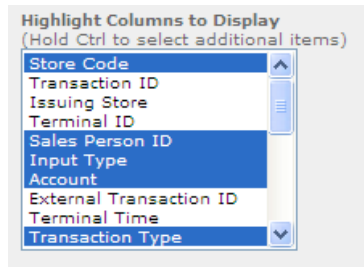 Highlight Columns to Display
(Hold Ctrl to select additional items)
Store Code
Transaction ID
Issuing Store
Terminal ID
Sales Person ID
Input Type
Account
External Transaction ID
Terminal Time
Transaction Type